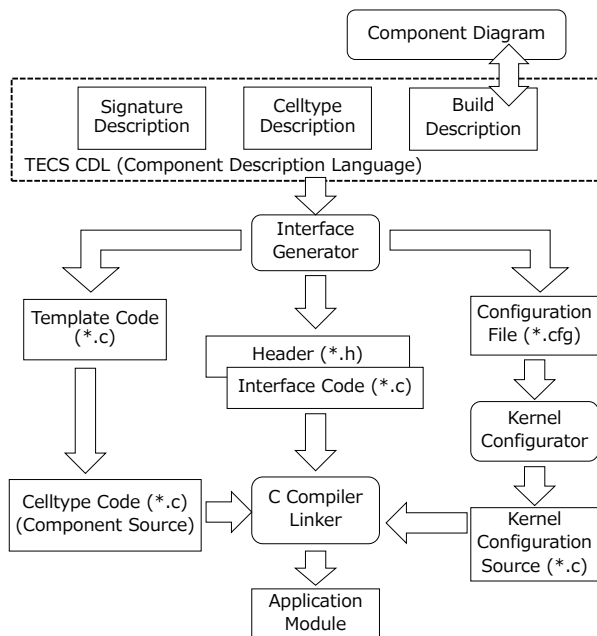 Component Diagram
Signature
Description
Celltype
Description
Build
Description
TECS CDL (Component Description Language)
Interface
Generator
Template Code
(*.c)
Header (*.h)
Interface Code (*.c)
Configuration
File (*.cfg)
Kernel
Configurator
Celltype Code (*.c)
(Component Source)
C Compiler
Linker
Kernel
Configuration
Source (*.c)
Application
Module